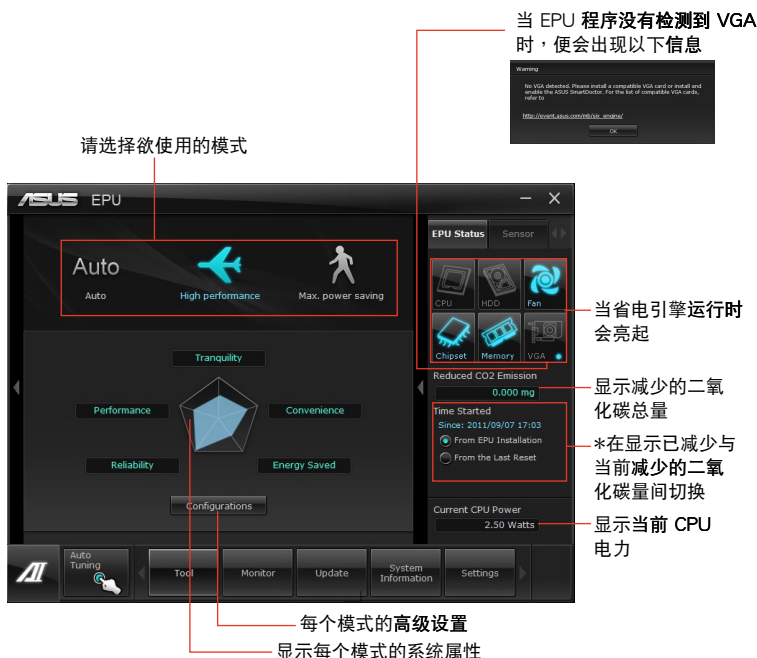 当 EPU 程序没有检测到 VGA
时，便会出现以下信息
Warning
No VGA detected. Please install a compatible VGA card or install and
enable the ASUS SmartDoctor. For the list of compatible VGA cards,
refer to
http://event.asus.com/mb/six_engine/
OK
请选择欲使用的模式
ASUS EPU
EPU Status
Sensor
Auto
Auto
High performance
Max. power saving
CPU
HDD
Fan
Chipset
Memory
VGA
当省电引擎运行时
会亮起
Tranquility
Performance
Convenience
Reliability
Energy Saved
Configurations
Reduced CO2 Emission
0.000 mg
显示减少的二氧
化碳总量
Time Started
Since: 2011/09/07 17:03
From EPU Installation
From the Last Reset
*在显示已减少与
当前减少的二氧
化碳量间切换
Current CPU Power
2.50 Watts
显示当前 CPU
电力
AI
Auto
Tuning
Tool
Monitor
Update
System
Information
Settings
每个模式的高级设置
显示每个模式的系统属性